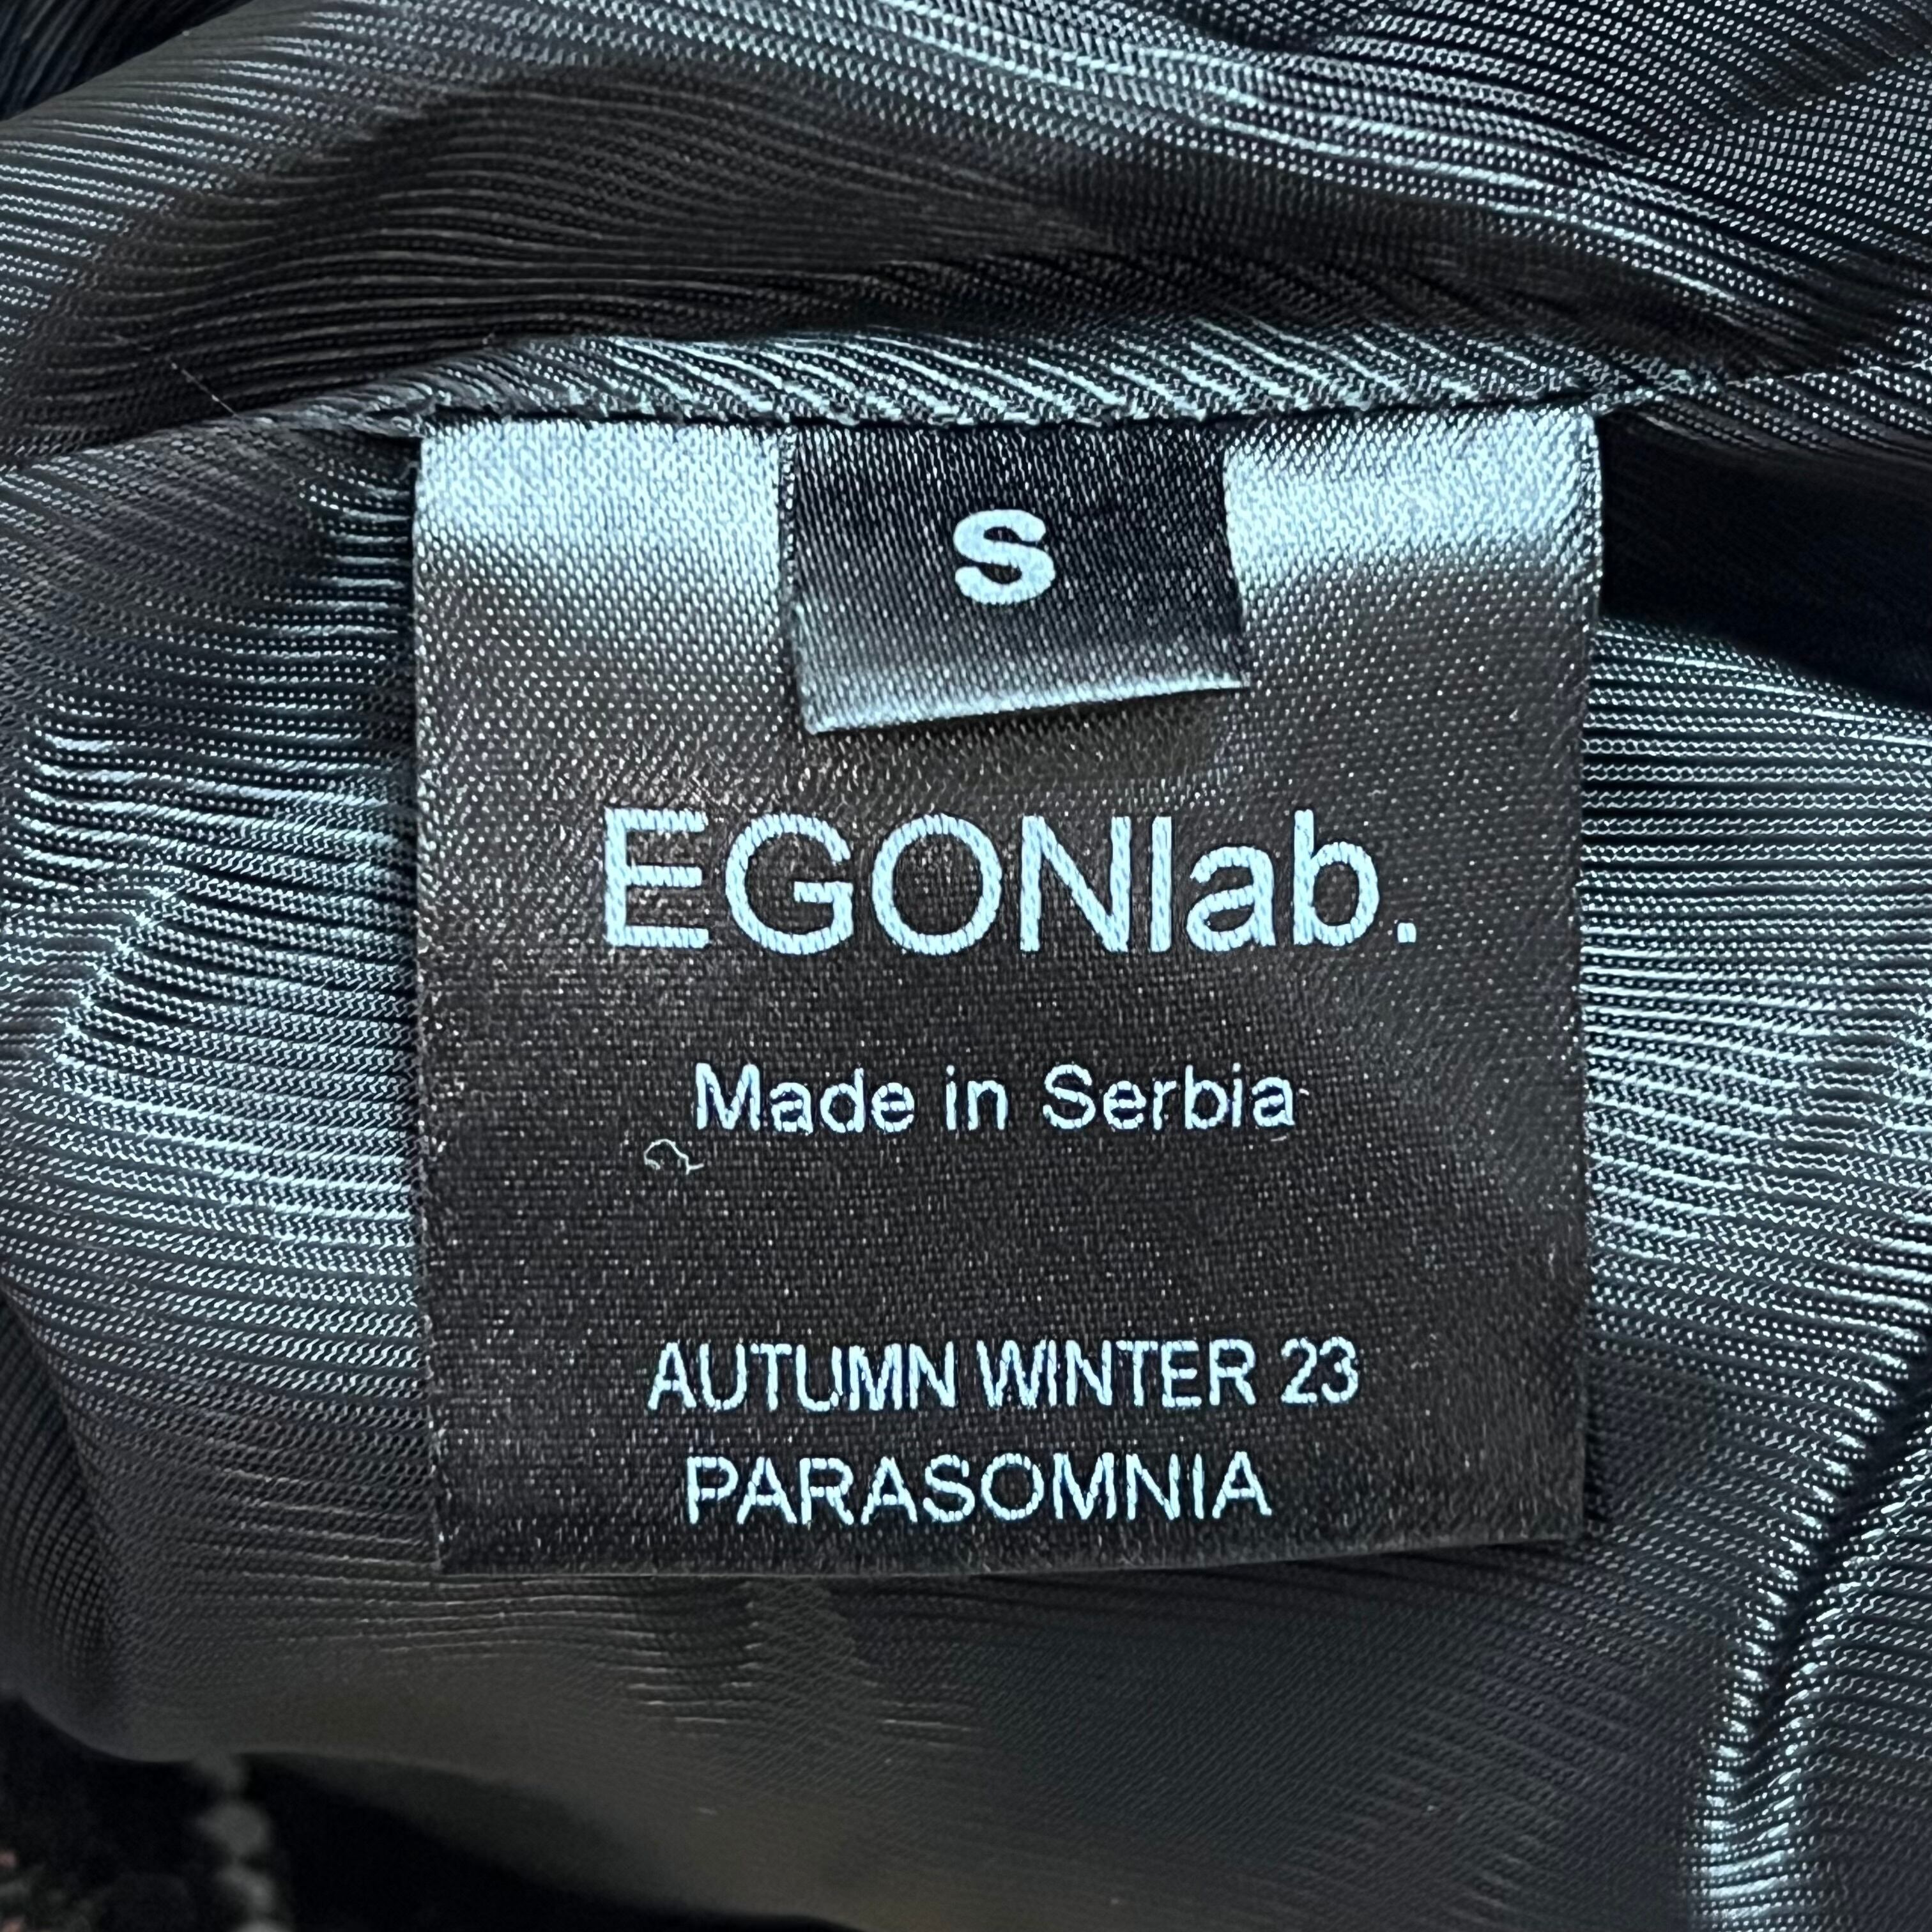 S
EGONlab.
Made in Serbia
AUTUMN WINTER 23
PARASOMNIA